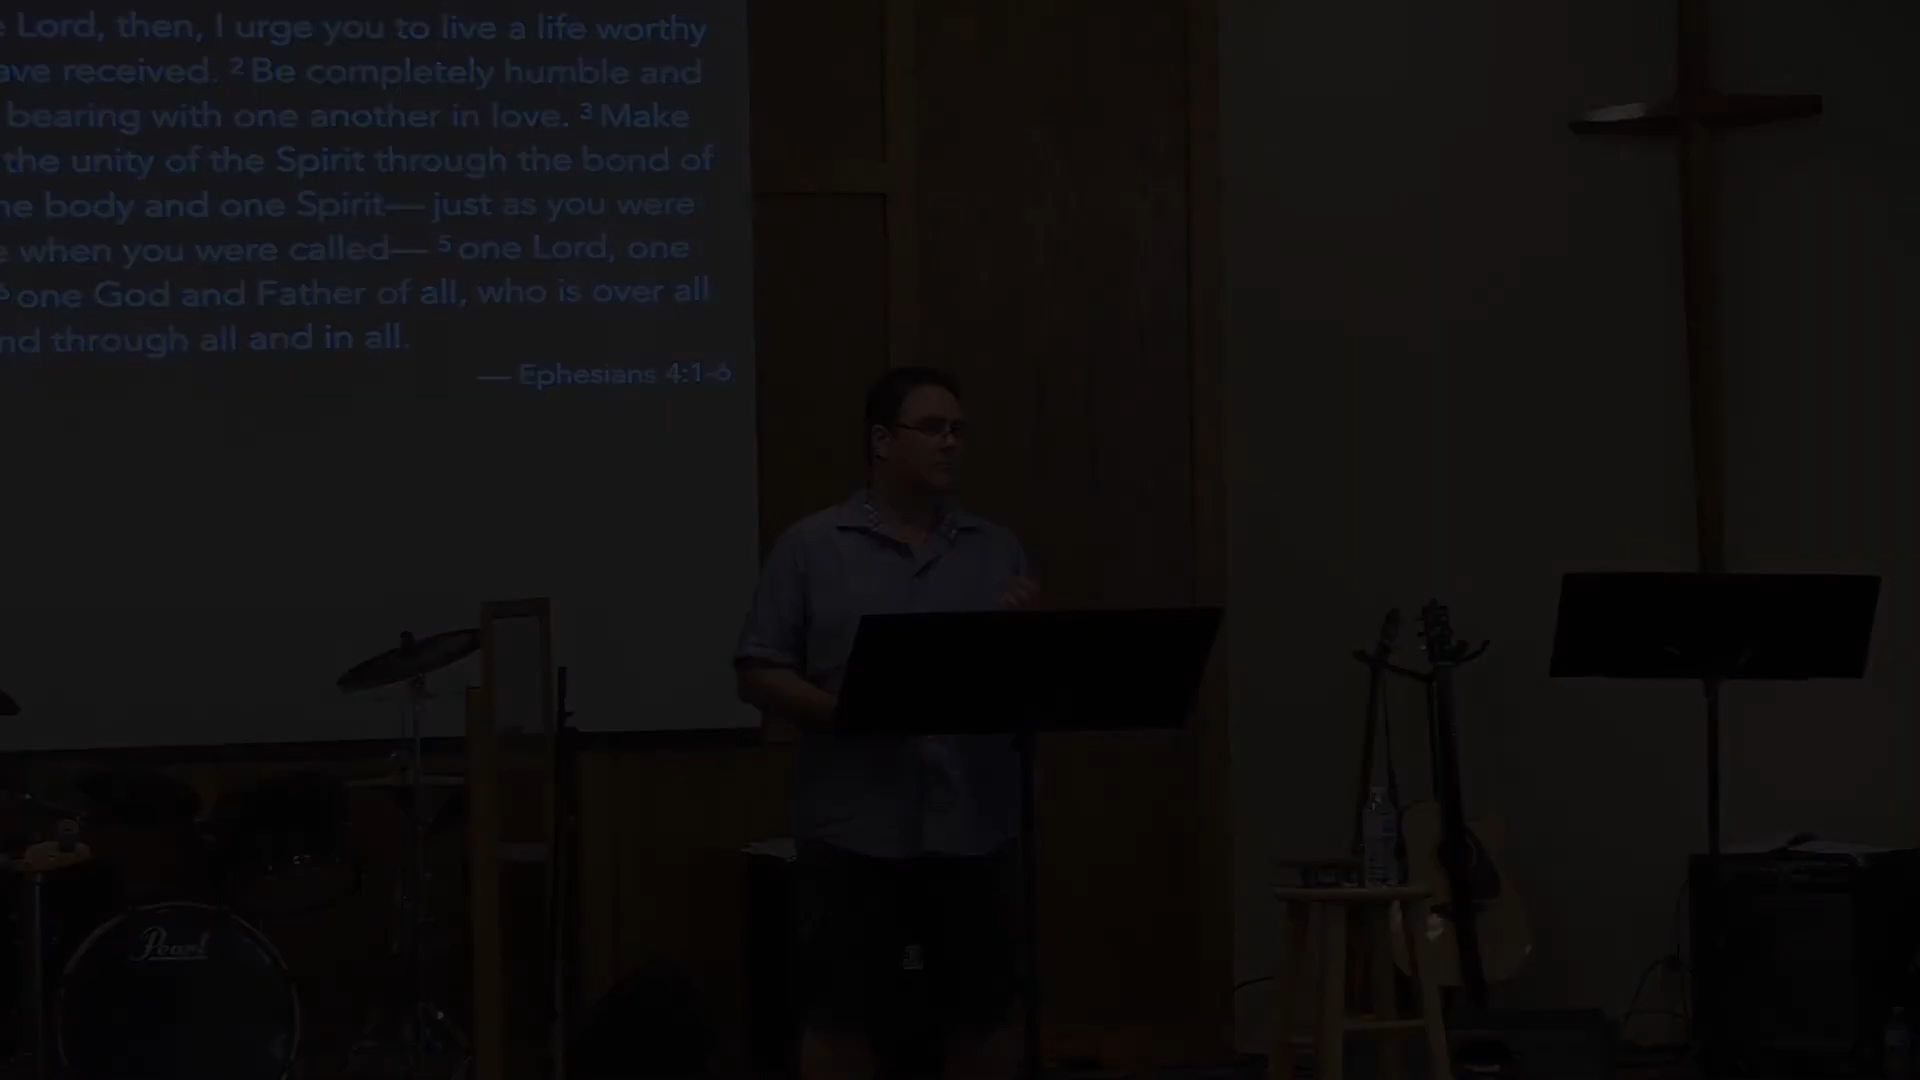 Lord, then, I urge you to live a life worthy
ave received. ² Be completely humble and
bearing with one another in love. ³ Make
the unity of the Spirit through the bond of
ne body and one Spirit— just as you were
e when you were called— ⁵ one Lord, one
⁶ one God and Father of all, who is over all
nd through all and in all.
— Ephesians 4:1-6
Pearl